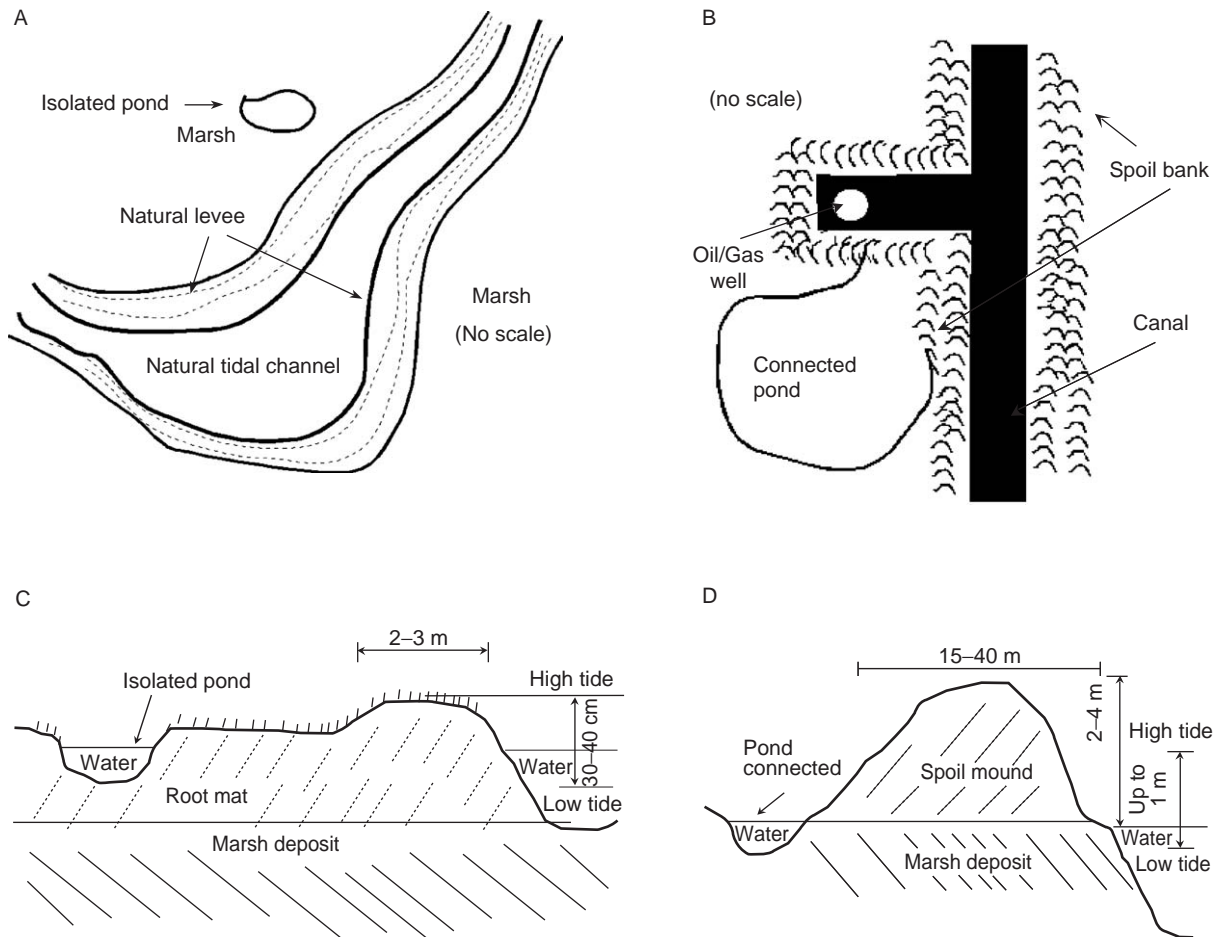 A
Isolated pond
Marsh
Natural levee
Marsh
(No scale)
Natural tidal channel
B
(no scale)
Spoil bank
Oil/Gas
well
Canal
Connected
pond
C
2–3 m
Isolated pond
High tide
30–40 cm
Water
Water
Root mat
Low tide
Marsh deposit
D
15–40 m
2–4 m
High tide
Pond
connected
Spoil mound
Up to
1 m
Water
Water
Marsh deposit
Low tide